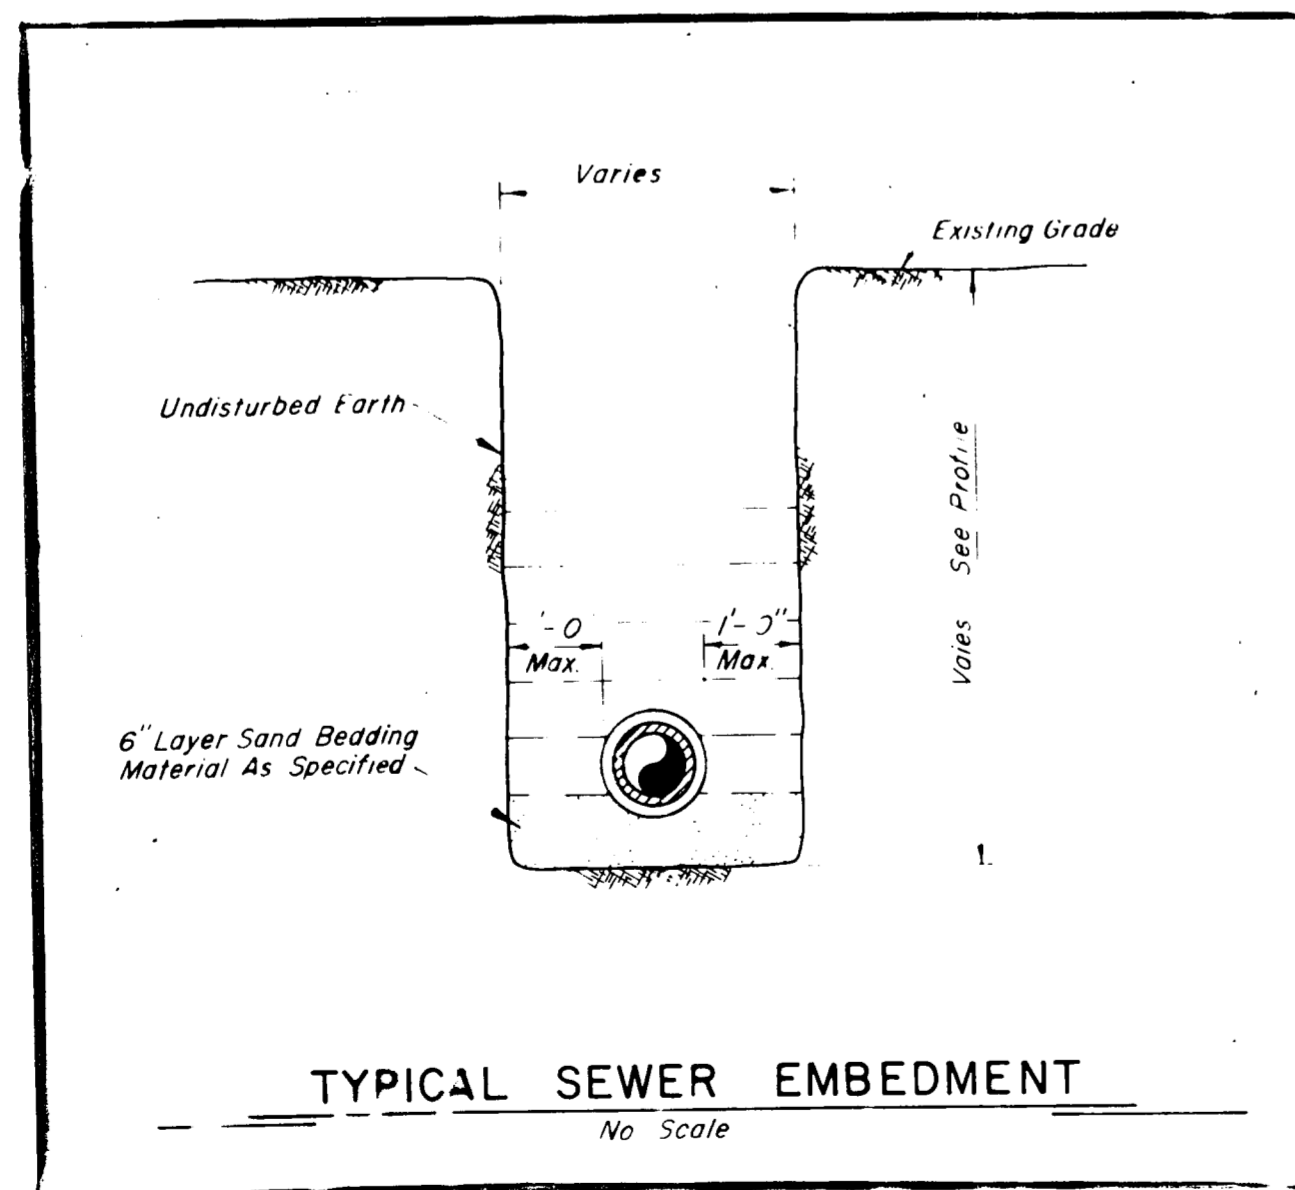 Varies
Existing Grade
Undisturbed Earth
Vaies See Profile
'-0
Max.
1'-0"
Max.
6" Layer Sand Bedding
Material As Specified
TYPICAL SEWER EMBEDMENT
No Scale